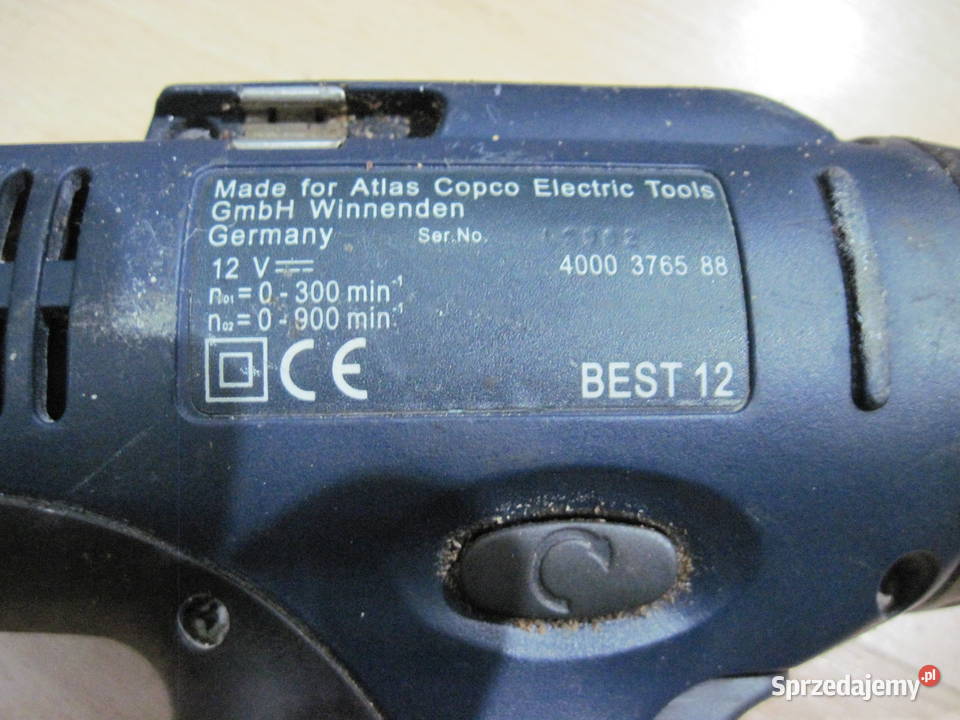 Made for Atlas Copco Electric Tools
GmbH Winnenden
Germany Ser.No.
12 V 4000 3765 88
n01 = 0 - 300 min-1
n02 = 0 - 900 min-1
CE BEST 12
Sprzedajemy.pl